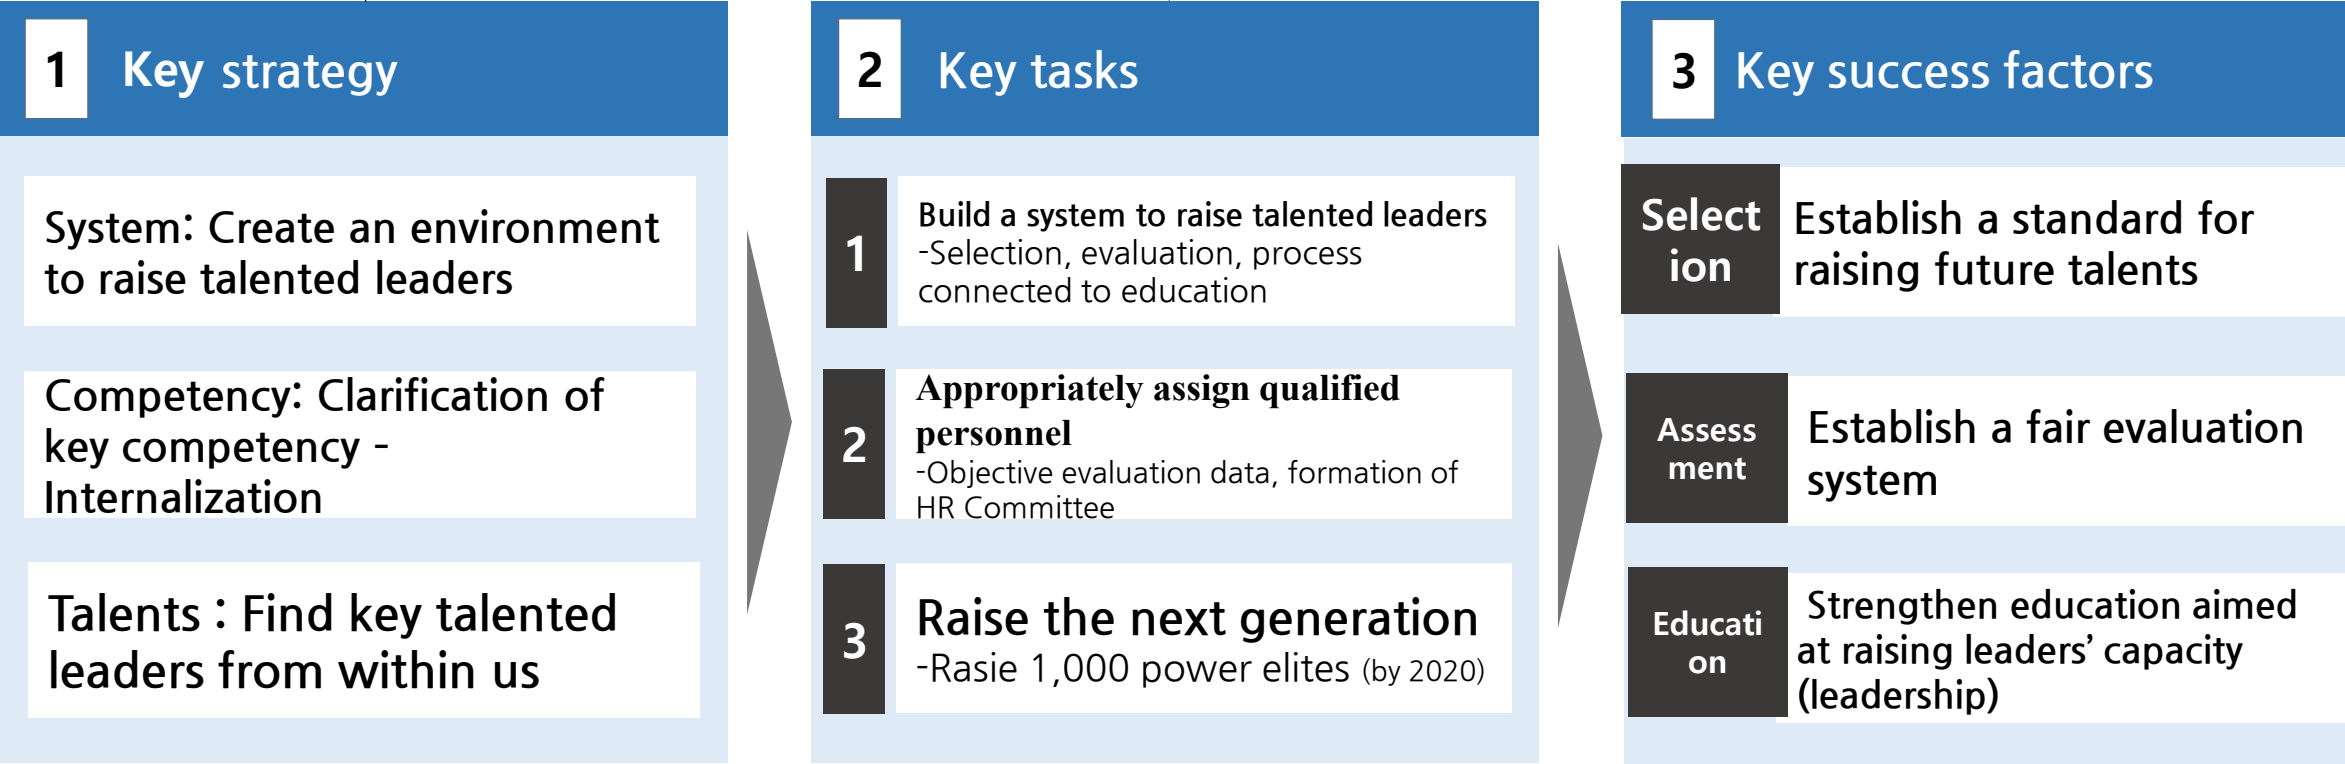 1 Key strategy
System: Create an environment
to raise talented leaders
Competency: Clarification of
key competency -
Internalization
Talents : Find key talented
leaders from within us
2 Key tasks
1
Build a system to raise talented leaders
-Selection, evaluation, process
connected to education
2
Appropriately assign qualified
personnel
-Objective evaluation data, formation of
HR Committee
3
Raise the next generation
-Rasie 1,000 power elites (by 2020)
3 Key success factors
Select
ion
Establish a standard for
raising future talents
Assess
ment
Establish a fair evaluation
system
Educati
on
Strengthen education aimed
at raising leaders’ capacity
(leadership)